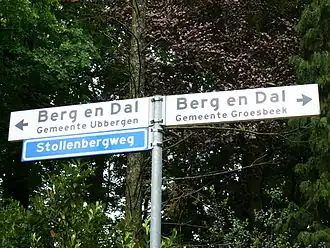 Berg en Dal
Gemeente Ubbergen
Stollenbergweg
Berg en Dal
Gemeente Groesbeek